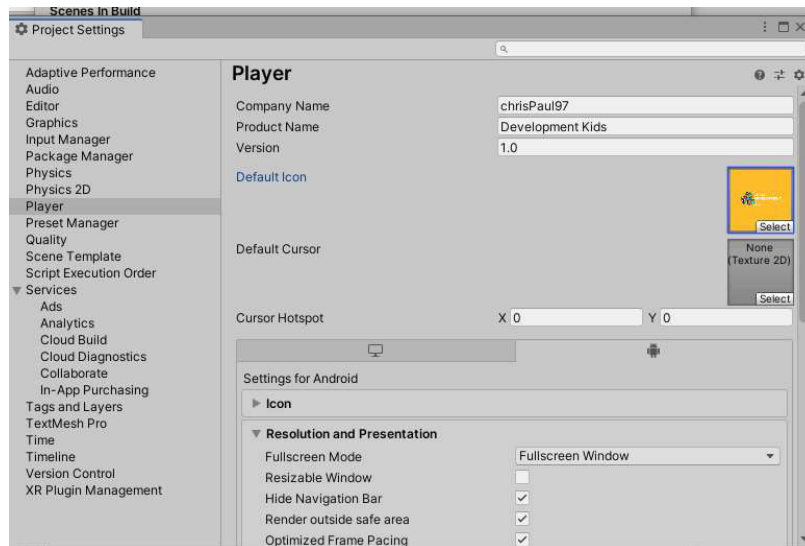 Scenes In Build
Project Settings
Adaptive Performance
Audio
Editor
Graphics
Input Manager
Package Manager
Physics
Physics 2D
Player
Preset Manager
Quality
Scene Template
Script Execution Order
Services
Ads
Analytics
Cloud Build
Cloud Diagnostics
Collaborate
In-App Purchasing
Tags and Layers
TextMesh Pro
Time
Timeline
Version Control
XR Plugin Management
Player
Company Name chrisPaul97
Product Name Development Kids
Version 1.0
Default Icon
Select
Default Cursor None
(Texture 2D)
Select
Cursor Hotspot X 0 Y 0
Settings for Android
Icon
Resolution and Presentation
Fullscreen Mode Fullscreen Window
Resizable Window
Hide Navigation Bar
Render outside safe area
Optimized Frame Pacing